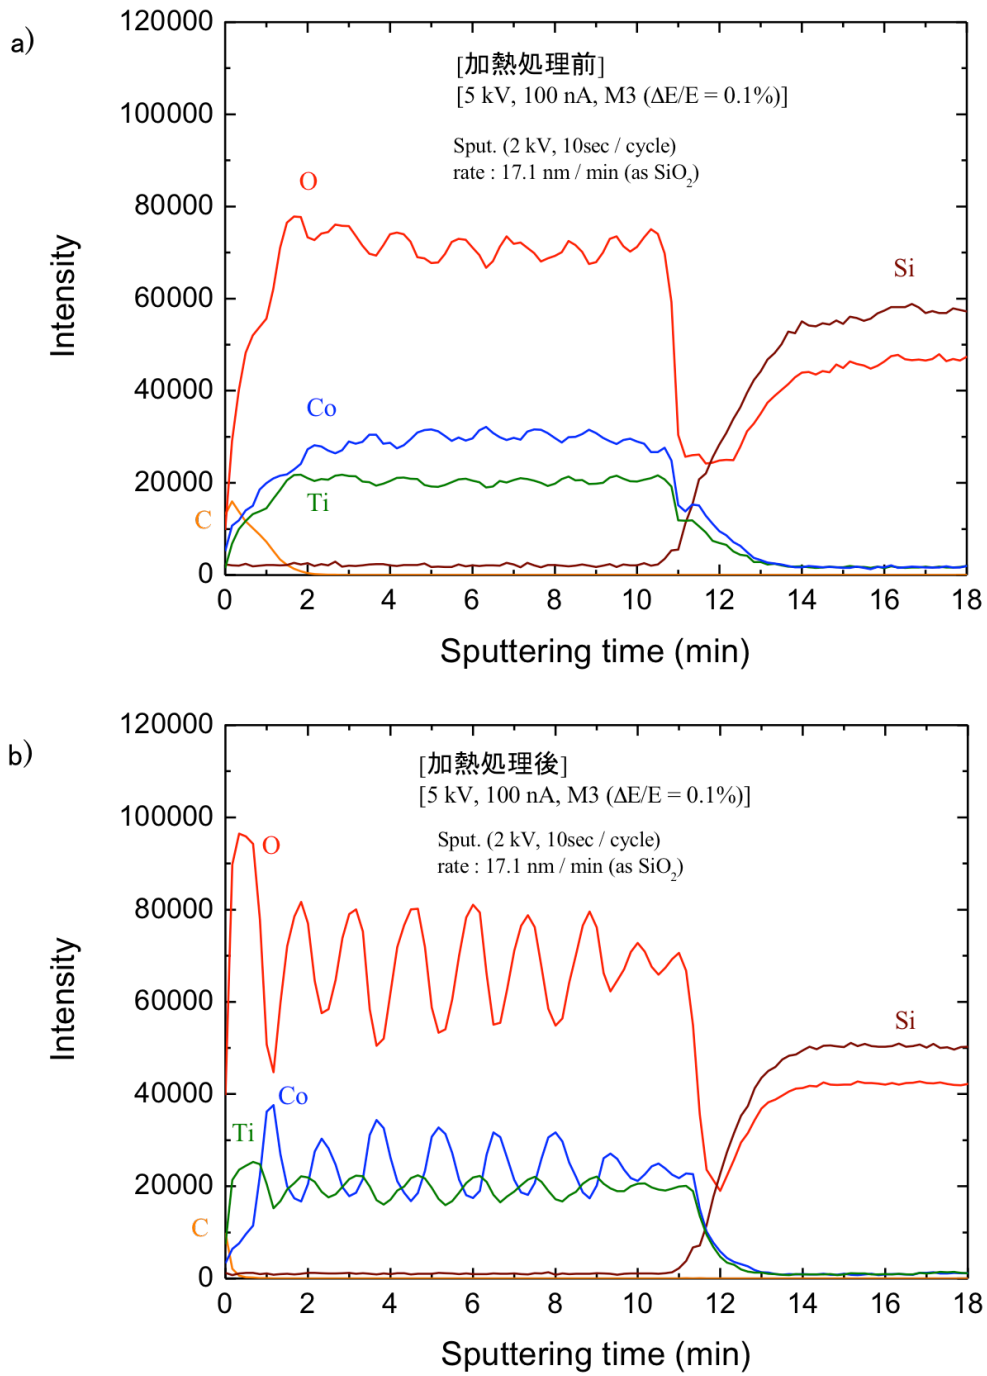 a)
120000
100000
80000
60000
40000
20000
0
Intensity
[加熱処理前]
[5 kV, 100 nA, M3 (ΔE/E = 0.1%)]
Sput. (2 kV, 10sec / cycle)
rate : 17.1 nm / min (as SiO2)
O
Si
Co
Ti
C
0 2 4 6 8 10 12 14 16 18
Sputtering time (min)
b)
120000
100000
80000
60000
40000
20000
0
Intensity
[加熱処理後]
[5 kV, 100 nA, M3 (ΔE/E = 0.1%)]
Sput. (2 kV, 10sec / cycle)
rate : 17.1 nm / min (as SiO2)
O
Si
Co
Ti
C
0 2 4 6 8 10 12 14 16 18
Sputtering time (min)